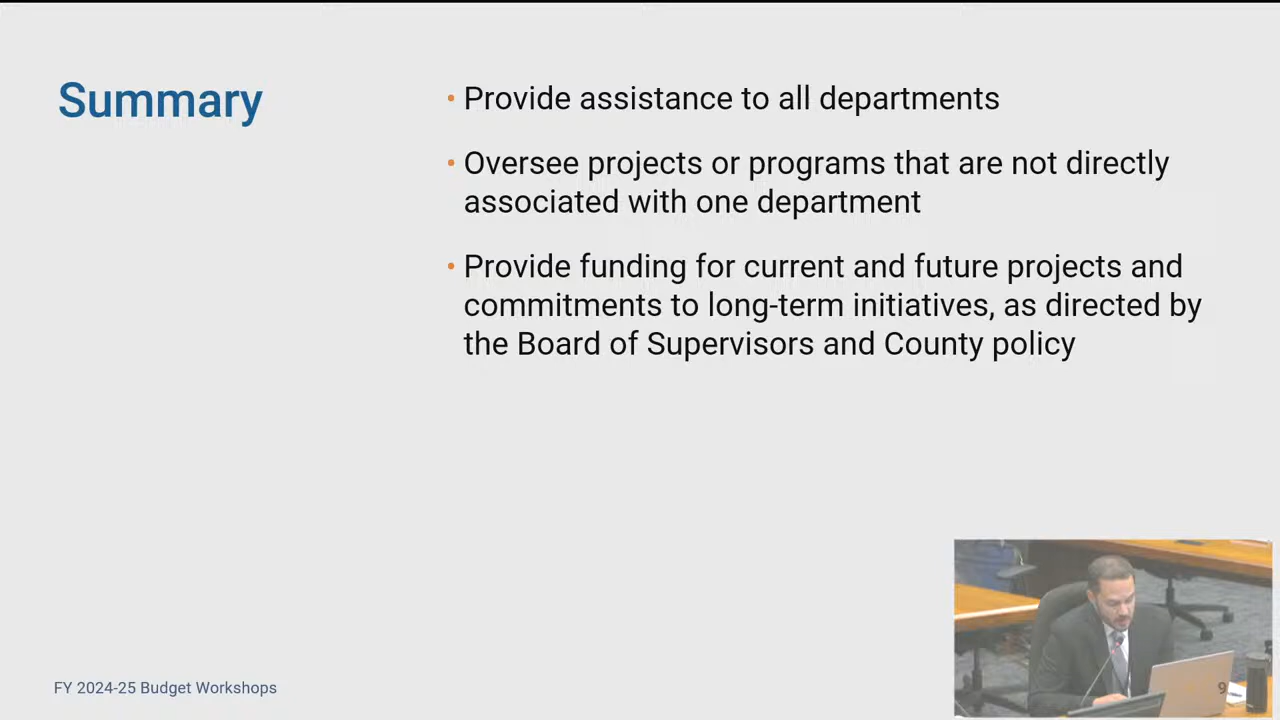 Summary
• Provide assistance to all departments
• Oversee projects or programs that are not directly
associated with one department
• Provide funding for current and future projects and
commitments to long-term initiatives, as directed by
the Board of Supervisors and County policy
FY 2024-25 Budget Workshops
9